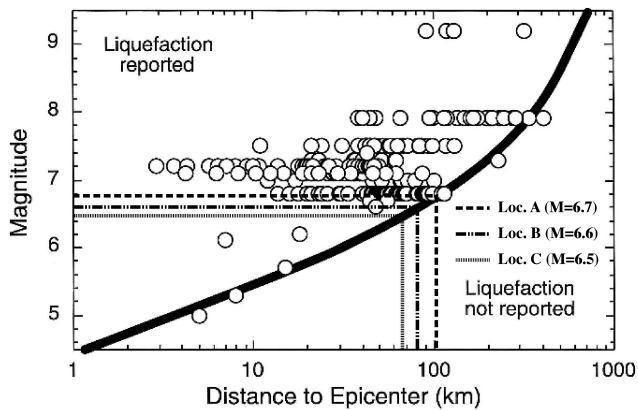 Liquefaction
reported
9
8
7
6
5
Magnitude
Loc. A (M=6.7)
Loc. B (M=6.6)
Loc. C (M=6.5)
Liquefaction
not reported
1 10 100 1000
Distance to Epicenter (km)